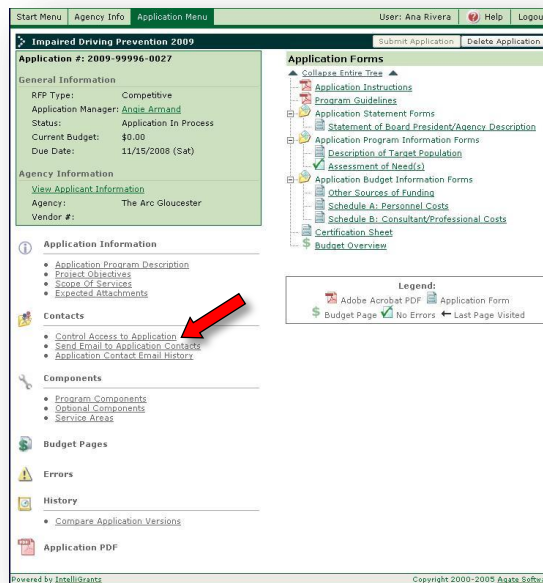 Start Menu Agency Info Application Menu User: Ana Rivera Help Logou
Impaired Driving Prevention 2009 Submit Application Delete Application
Application #: 2009-99996-0027
General Information
RFP Type: Competitive
Application Manager: Angie Armand
Status: Application In Process
Current Budget: $0.00
Due Date: 11/15/2008 (Sat)
Agency Information
View Applicant Information
Agency: The Arc Gloucester
Vendor #:
Application Information
Application Program Description
Project Objectives
Scope Of Services
Expected Attachments
Contacts
Control Access to Application
Send Email to Application Contacts
Application Contact Email History
Components
Program Components
Optional Components
Service Areas
Budget Pages
Errors
History
Compare Application Versions
Application PDF
Application Forms
Collapse Entire Tree
Application Instructions
Program Guidelines
Application Statement Forms
Statement of Board President/Agency Description
Application Program Information Forms
Description of Target Population
Assessment of Need(s)
Application Budget Information Forms
Other Sources of Funding
Schedule A: Personnel Costs
Schedule B: Consultant/Professional Costs
Certification Sheet
$ Budget Overview
Legend:
Adobe Acrobat PDF Application Form
$ Budget Page No Errors Last Page Visited
Powered by IntelliGrants Copyright 2000-2005 Agate Softw